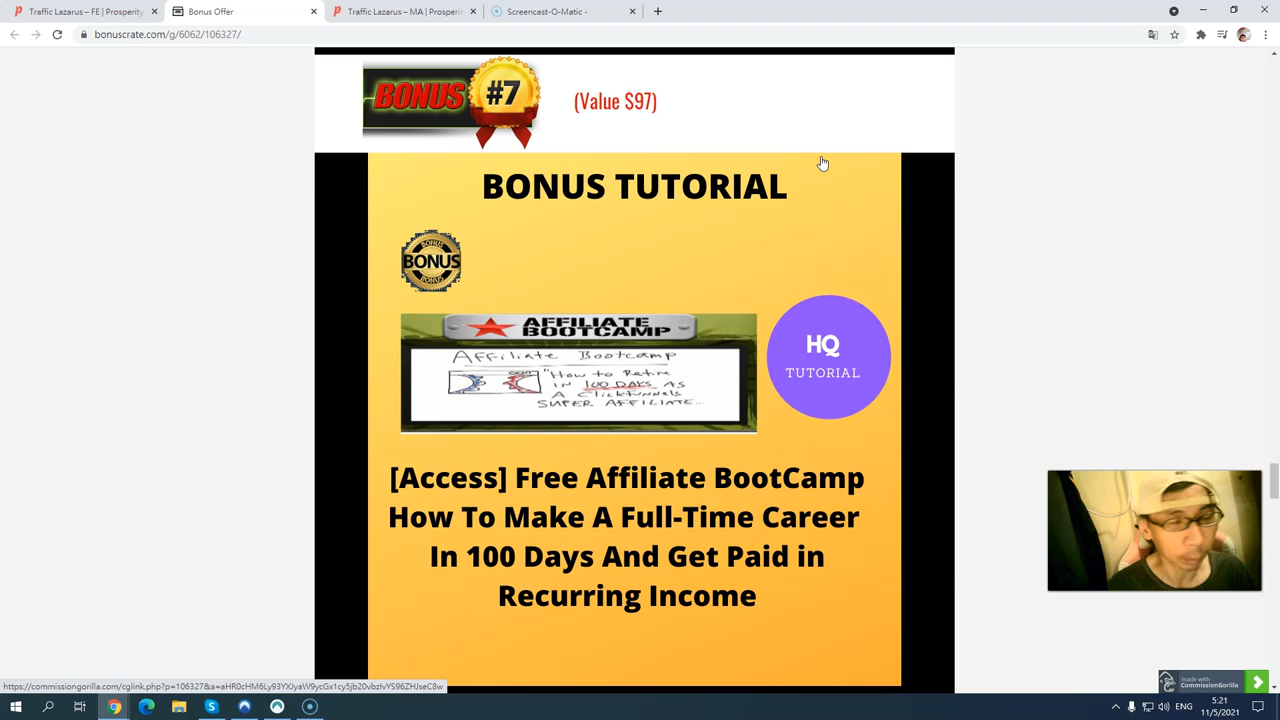 Traffic Lazarus – FE | Prosperity
Bonus Offer
Traffic Lazarus – MA | Prosperit
Screencast-O-Matic -
bonuscrate.com/g/6062/106327/
BONUS #7
(Value $97)
BONUS TUTORIAL
BONUS
BONUS
BONUS
AFFILIATE
BOOTCAMP
Affiliate Bootcamp
"How to Retire
in 100 DAYS AS
A Clickfunnels
SUPER AFFILIATE...
HQ
TUTORIAL
[Access] Free Affiliate BootCamp
How To Make A Full-Time Career
In 100 Days And Get Paid in
Recurring Income
made with
COMMISSIONGORILLA
ENG
5:21
11/5/2021